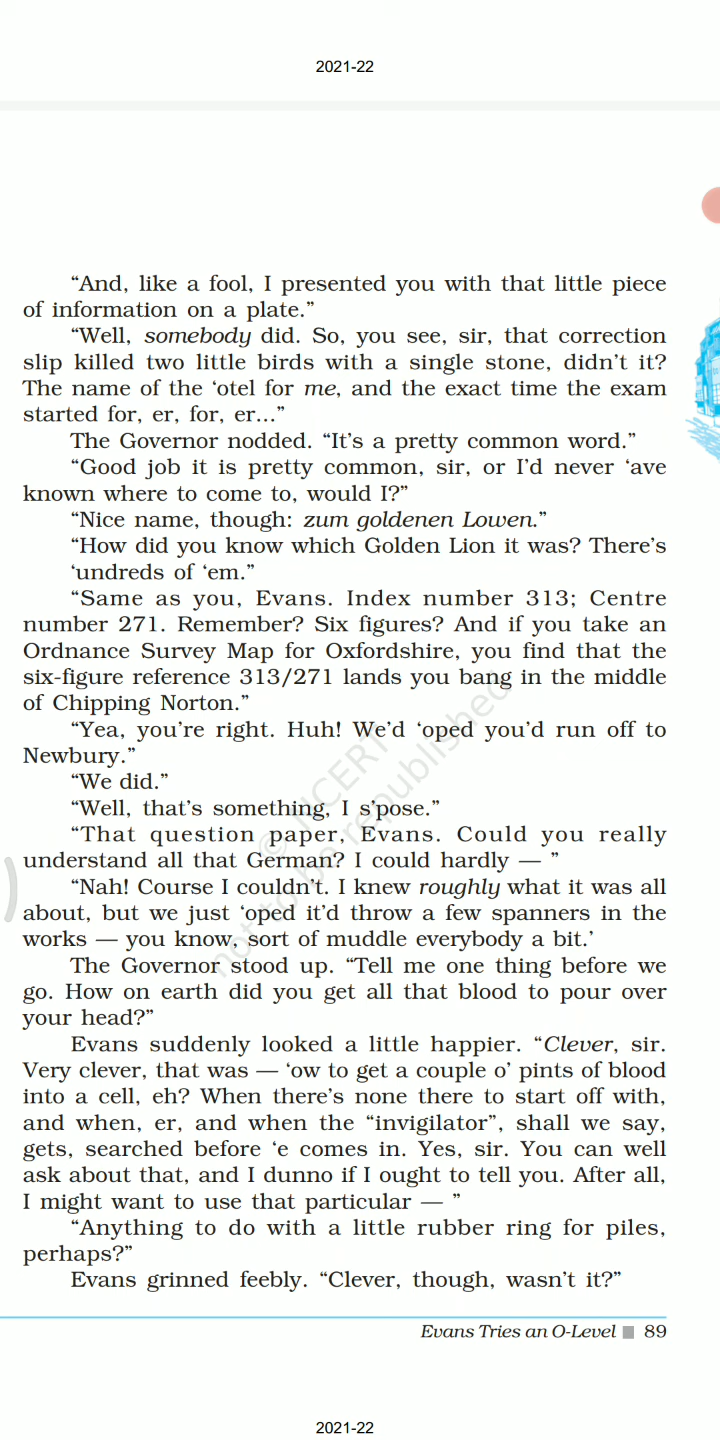 2021-22
“And, like a fool, I presented you with that little piece
of information on a plate.”
“Well, somebody did. So, you see, sir, that correction
slip killed two little birds with a single stone, didn’t it?
The name of the ‘otel for me, and the exact time the exam
started for, er, for, er...”
The Governor nodded. “It’s a pretty common word.”
“Good job it is pretty common, sir, or I’d never ‘ave
known where to come to, would I?”
“Nice name, though: zum goldenen Lowen.”
“How did you know which Golden Lion it was? There’s
‘undreds of ‘em.”
“Same as you, Evans. Index number 313; Centre
number 271. Remember? Six figures? And if you take an
Ordnance Survey Map for Oxfordshire, you find that the
six-figure reference 313/271 lands you bang in the middle
of Chipping Norton.”
“Yea, you’re right. Huh! We’d ‘oped you’d run off to
Newbury.”
“We did.”
“Well, that’s something, I s’pose.”
“That question paper, Evans. Could you really
understand all that German? I could hardly — ”
“Nah! Course I couldn’t. I knew roughly what it was all
about, but we just ‘oped it’d throw a few spanners in the
works — you know, sort of muddle everybody a bit.’
The Governor stood up. “Tell me one thing before we
go. How on earth did you get all that blood to pour over
your head?”
Evans suddenly looked a little happier. “Clever, sir.
Very clever, that was — ‘ow to get a couple o’ pints of blood
into a cell, eh? When there’s none there to start off with,
and when, er, and when the “invigilator”, shall we say,
gets, searched before ‘e comes in. Yes, sir. You can well
ask about that, and I dunno if I ought to tell you. After all,
I might want to use that particular — ”
“Anything to do with a little rubber ring for piles,
perhaps?”
Evans grinned feebly. “Clever, though, wasn’t it?”
© NCERT
not to be republished
Evans Tries an O-Level 89
2021-22